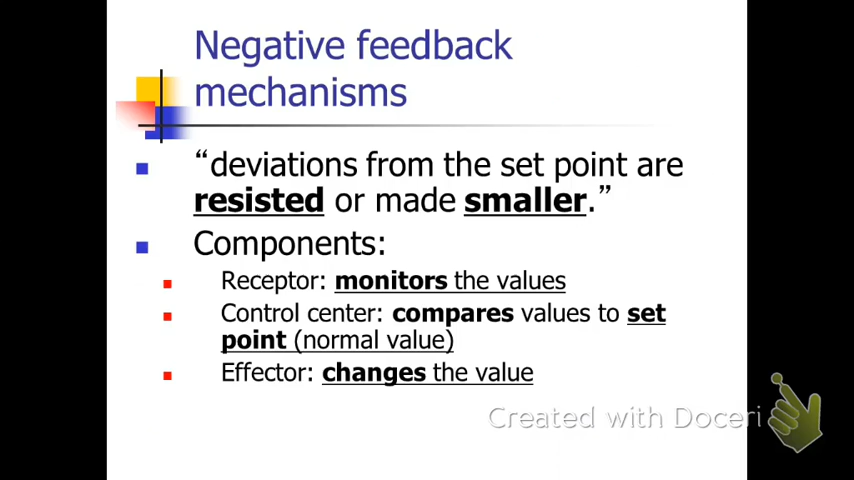 Negative feedback
mechanisms
“deviations from the set point are
resisted or made smaller.”
Components:
Receptor: monitors the values
Control center: compares values to set
point (normal value)
Effector: changes the value
Created with Doceri